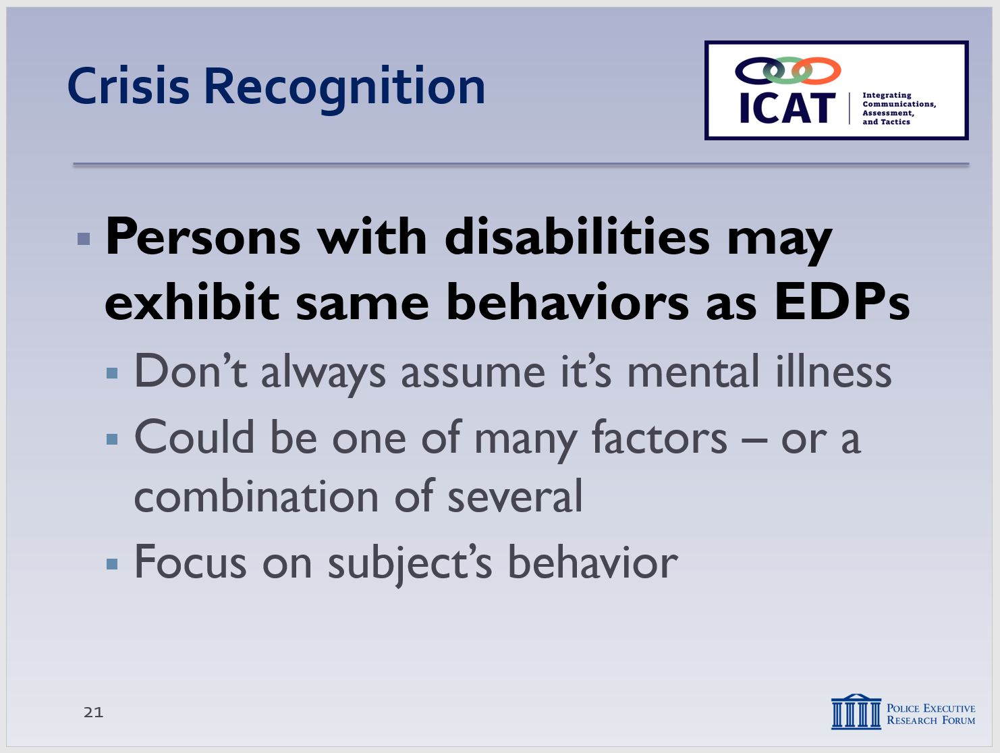 Crisis Recognition
ICAT
Integrating
Communications,
Assessment,
and Tactics
Persons with disabilities may
exhibit same behaviors as EDPs
Don’t always assume it’s mental illness
Could be one of many factors – or a
combination of several
Focus on subject’s behavior
21
POLICE EXECUTIVE
RESEARCH FORUM